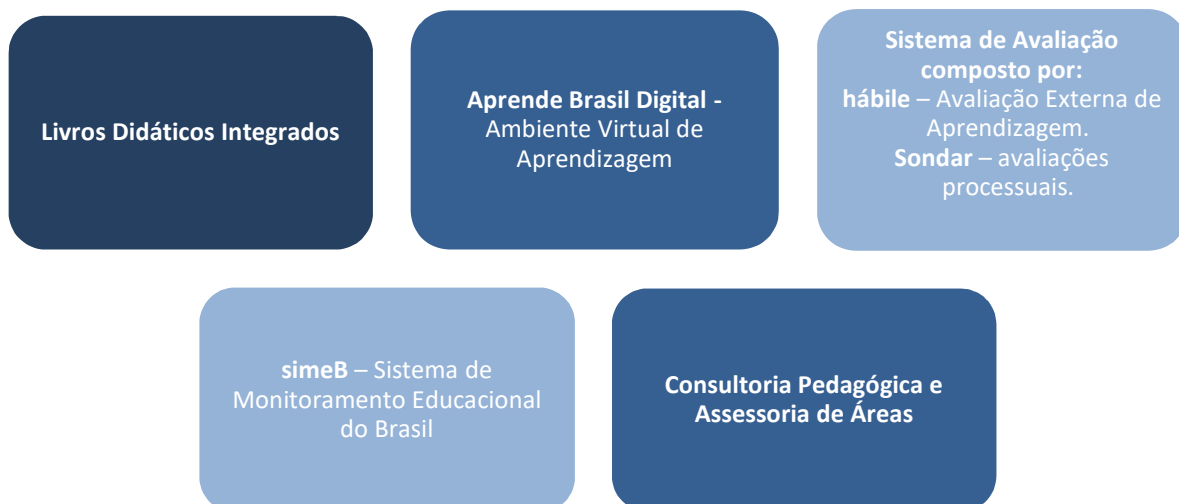 Livros Didáticos Integrados
Aprende Brasil Digital -
Ambiente Virtual de
Aprendizagem
Sistema de Avaliação
composto por:
hábile – Avaliação Externa de
Aprendizagem.
Sondar – avaliações
processuais.
simeB – Sistema de
Monitoramento Educacional
do Brasil
Consultoria Pedagógica e
Assessoria de Áreas